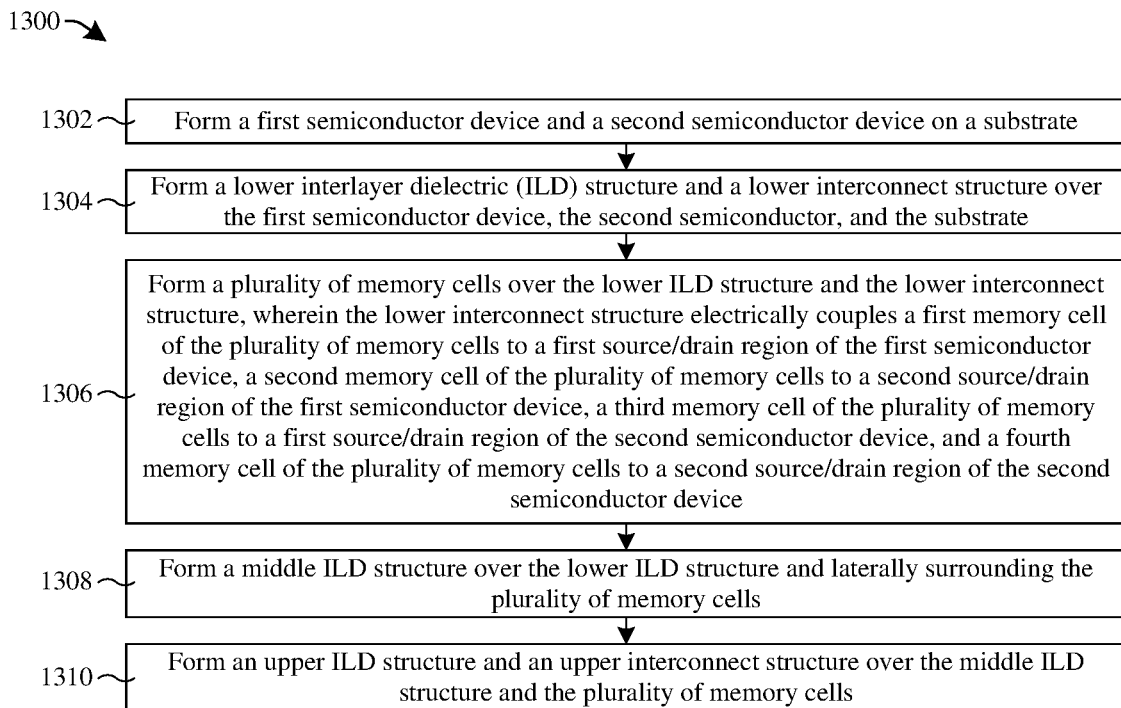 1300
1302
Form a first semiconductor device and a second semiconductor device on a substrate
1304
Form a lower interlayer dielectric (ILD) structure and a lower interconnect structure over
the first semiconductor device, the second semiconductor, and the substrate
1306
Form a plurality of memory cells over the lower ILD structure and the lower interconnect
structure, wherein the lower interconnect structure electrically couples a first memory cell
of the plurality of memory cells to a first source/drain region of the first semiconductor
device, a second memory cell of the plurality of memory cells to a second source/drain
region of the first semiconductor device, a third memory cell of the plurality of memory
cells to a first source/drain region of the second semiconductor device, and a fourth
memory cell of the plurality of memory cells to a second source/drain region of the second
semiconductor device
1308
Form a middle ILD structure over the lower ILD structure and laterally surrounding the
plurality of memory cells
1310
Form an upper ILD structure and an upper interconnect structure over the middle ILD
structure and the plurality of memory cells